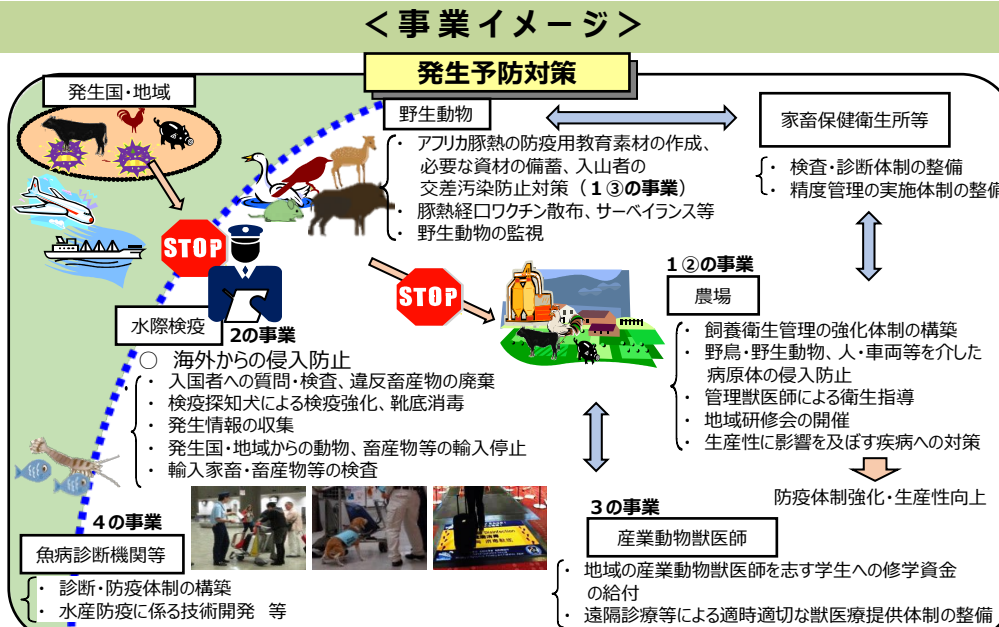 ＜事業イメージ＞
発生予防対策
発生国・地域
STOP
野生動物
・ アフリカ豚熱の防疫用教育素材の作成、
必要な資材の備蓄、入山者の
交差汚染防止対策（１③の事業）
・ 豚熱経口ワクチン散布、サーベイランス等
・ 野生動物の監視
家畜保健衛生所等
・ 検査・診断体制の整備
・ 精度管理の実施体制の整備
STOP
１②の事業
農場
・ 飼養衛生管理の強化体制の構築
・ 野鳥・野生動物、人・車両等を介した
病原体の侵入防止
・ 管理獣医師による衛生指導
・ 地域研修会の開催
・ 生産性に影響を及ぼす疾病への対策
防疫体制強化・生産性向上
水際検疫
２の事業
○ 海外からの侵入防止
・ 入国者への質問・検査、違反畜産物の廃棄
・ 検疫探知犬による検疫強化、靴底消毒
・ 発生情報の収集
・ 発生国・地域からの動物、畜産物等の輸入停止
・ 輸入家畜・畜産物等の検査
４の事業
魚病診断機関等
・ 診断・防疫体制の構築
・ 水産防疫に係る技術開発 等
３の事業
産業動物獣医師
・ 地域の産業動物獣医師を志す学生への修学資金
の給付
・ 遠隔診療等による適時適切な獣医療提供体制の整備